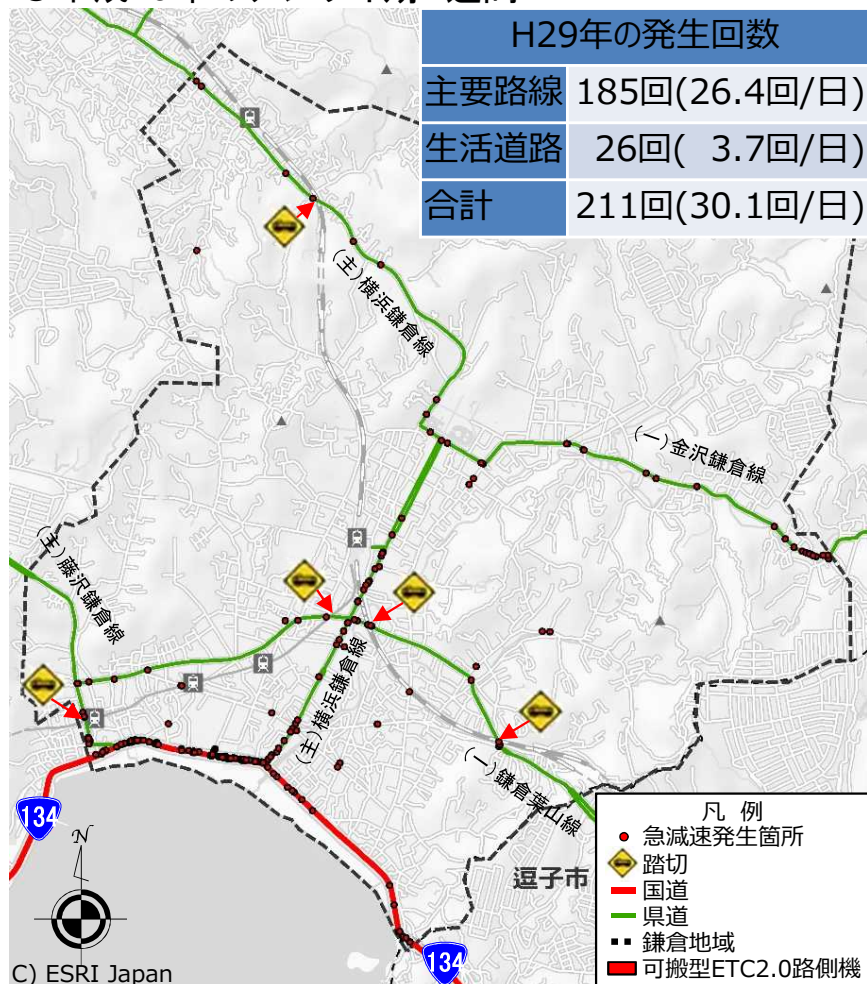 H29年の発生回数
主要路線 185回(26.4回/日)
生活道路 26回( 3.7回/日)
合計 211回(30.1回/日)
(主)横浜鎌倉線
(一)金沢鎌倉線
(主)藤沢鎌倉線
(主)横浜鎌倉線
(一)鎌倉葉山線
134
N
逗子市
134
凡 例
急減速発生箇所
踏切
国道
県道
鎌倉地域
可搬型ETC2.0路側機
C) ESRI Japan